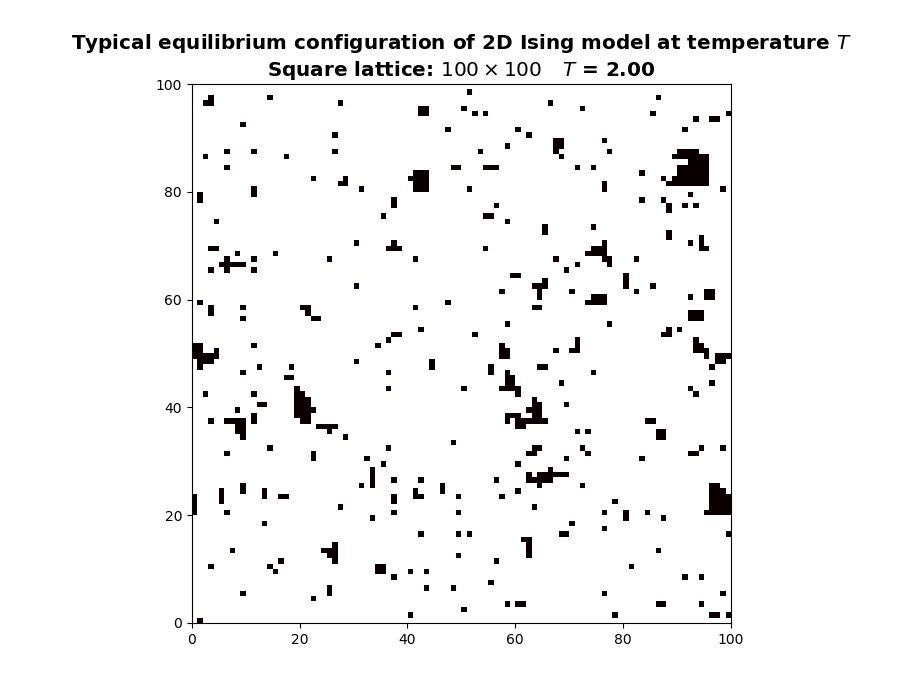 Typical equilibrium configuration of 2D Ising model at temperature T
Square lattice: 100 × 100 T = 2.00
100
80
60
40
20
0
0 20 40 60 80 100